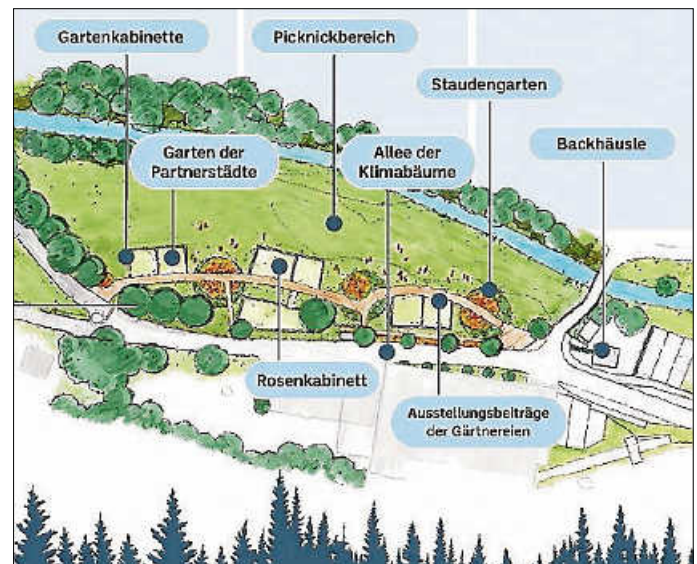 Gartenkabinette
Picknickbereich
Staudengarten
Garten der
Partnerstädte
Allee der
Klimabäume
Backhäusle
Rosenkabinett
Ausstellungsbeiträge
der Gärtnereien